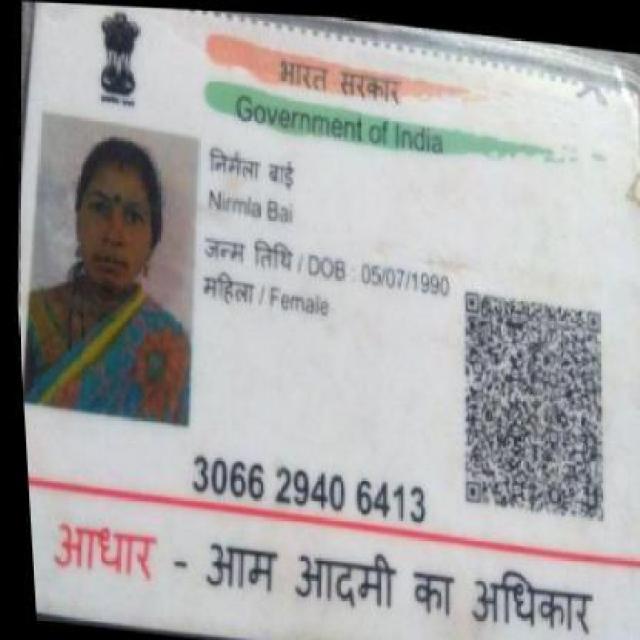 भारत सरकार
Government of India
निर्मला बाई
Nirmla Bai
जन्म तिथि / DOB : 05/07/1990
महिला / Female
3066 2940 6413
आधार - आम आदमी का अधिकार